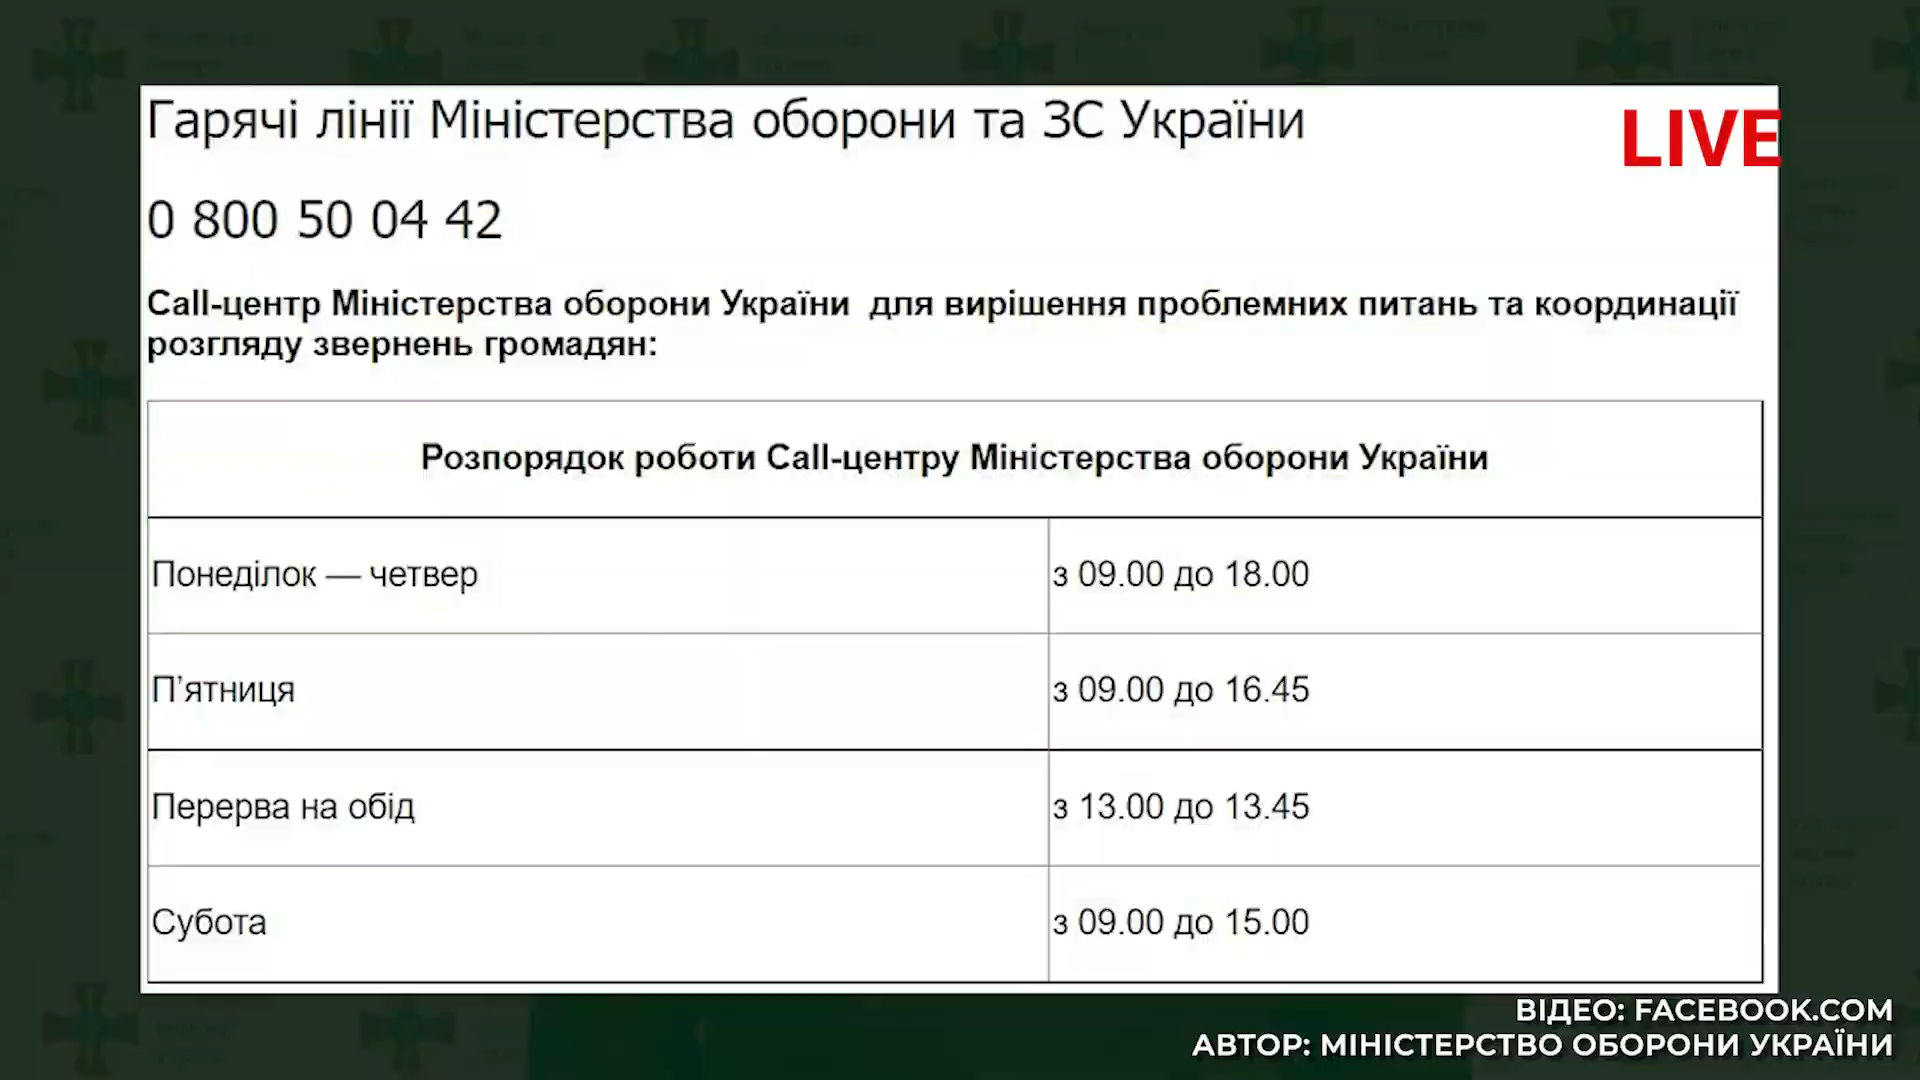 Гарячі лінії Міністерства оборони та ЗС України
LIVE
0 800 50 04 42
Call-центр Міністерства оборони України для вирішення проблемних питань та координації
розгляду звернень громадян:
Розпорядок роботи Call-центру Міністерства оборони України
Понеділок — четвер з 09.00 до 18.00
П’ятниця з 09.00 до 16.45
Перерва на обід з 13.00 до 13.45
Субота з 09.00 до 15.00
ВІДЕО: FACEBOOK.COM
АВТОР: МІНІСТЕРСТВО ОБОРОНИ УКРАЇНИ